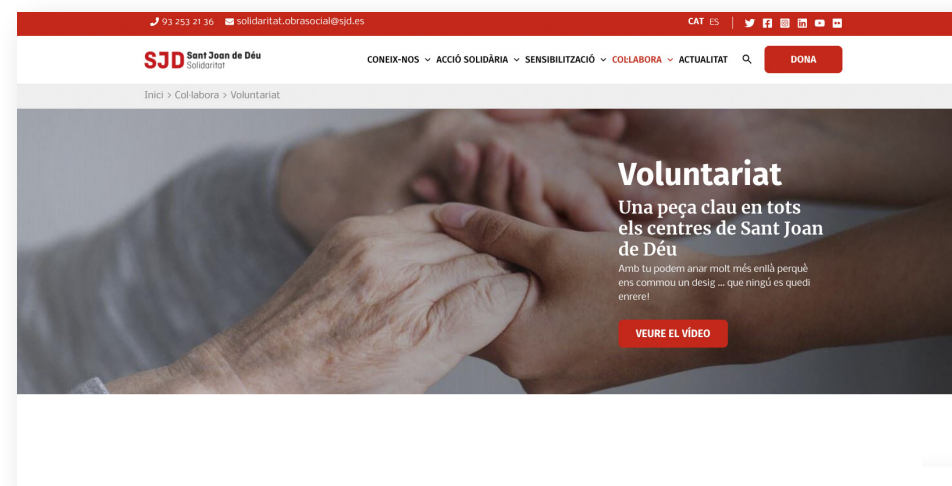 93 253 21 36 solidaritat.obrasocial@sjd.es CAT ES
SJD Sant Joan de Déu
Solidaritat
CONEIX-NOS ACCIÓ SOLIDÀRIA SENSIBILITZACIÓ COL·LABORA ACTUALITAT DONA
Inici > Col·labora > Voluntariat
Voluntariat
Una peça clau en tots
els centres de Sant Joan
de Déu
Amb tu podem anar molt més enllà perquè
ens commou un desig ... que ningú es quedi
enrere!
VEURE EL VÍDEO